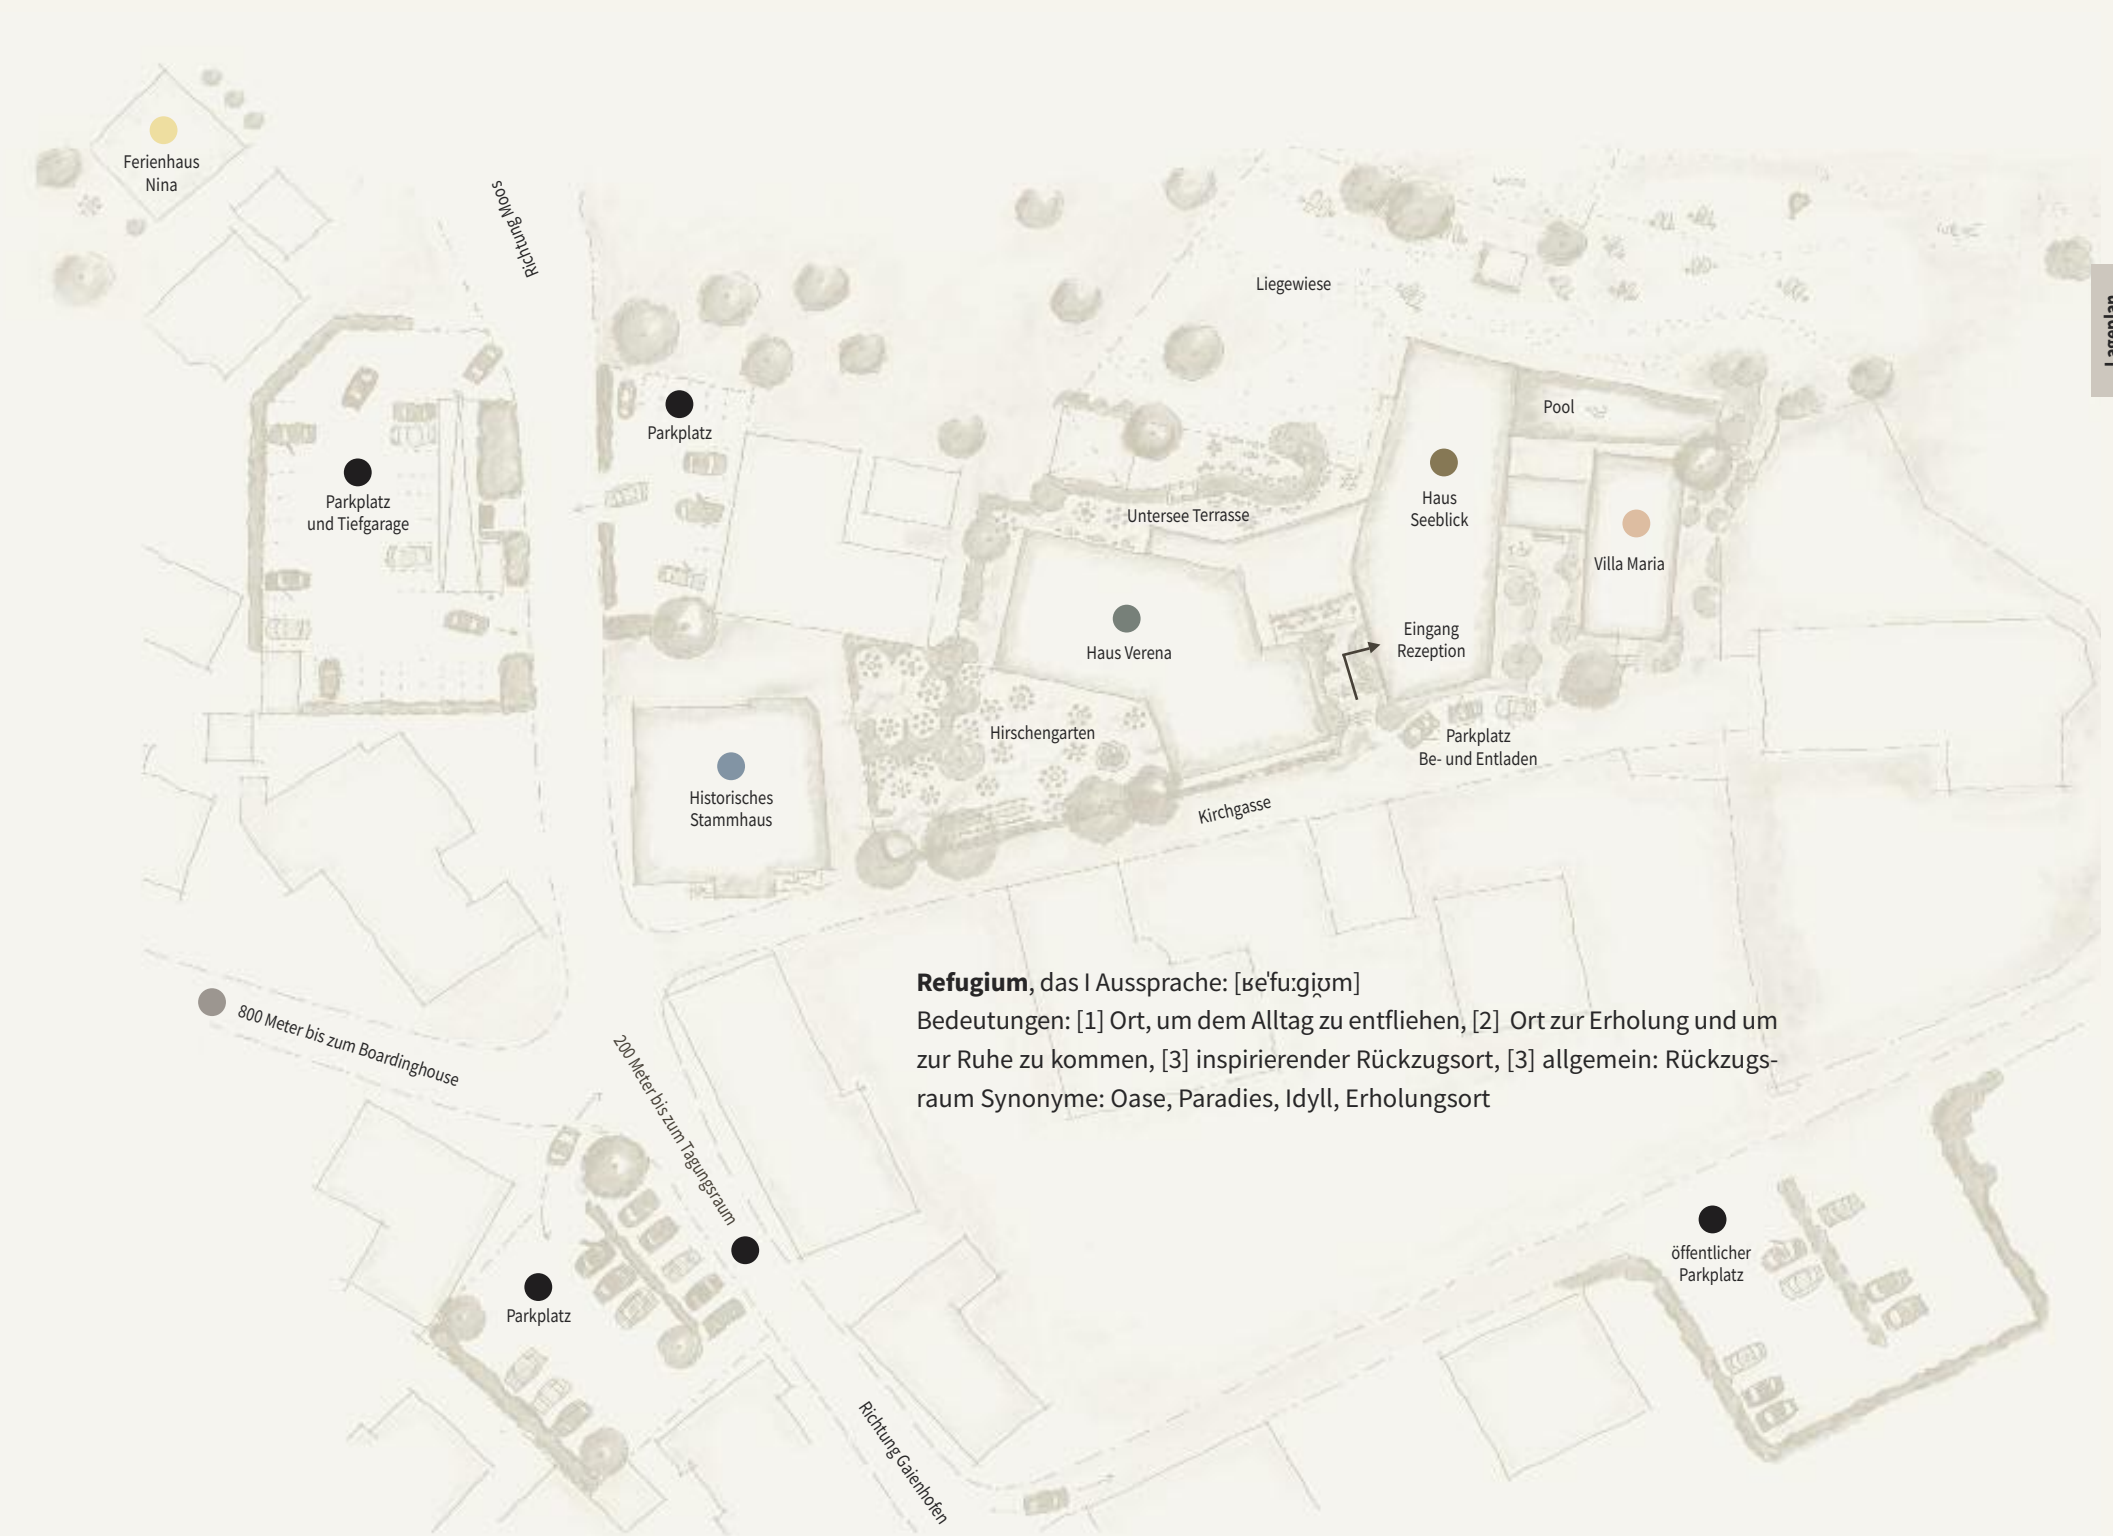 Ferienhaus
Nina
Richtung Moos
Liegewiese
Lageplan
Parkplatz
Pool
Parkplatz
und Tiefgarage
Haus
Seeblick
Untersee Terrasse
Villa Maria
Haus Verena
Eingang
Rezeption
Hirschengarten
Parkplatz
Be- und Entladen
Historisches
Stammhaus
Kirchgasse
Refugium, das I Aussprache: [ʁeˈfuːɡi̯ʊm]
Bedeutungen: [1] Ort, um dem Alltag zu entfliehen, [2] Ort zur Erholung und um
zur Ruhe zu kommen, [3] inspirierender Rückzugsort, [3] allgemein: Rückzugs-
raum Synonyme: Oase, Paradies, Idyll, Erholungsort
800 Meter bis zum Boardinghouse
200 Meter bis zum Tagungsraum
öffentlicher
Parkplatz
Parkplatz
Richtung Gaienhofen